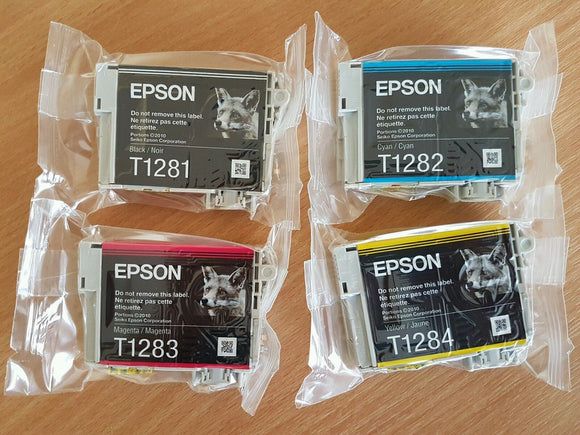 EPSON
Do not remove this label.
Ne retirez pas cette
étiquette.
Portions ©2010
Seiko Epson Corporation
Black / Noir
T1281
EPSON
Do not remove this label.
Ne retirez pas cette
étiquette.
Portions ©2010
Seiko Epson Corporation
Cyan / Cyan
T1282
EPSON
Do not remove this label.
Ne retirez pas cette
étiquette.
Portions ©2010
Seiko Epson Corporation
Magenta / Magenta
T1283
EPSON
Do not remove this label.
Ne retirez pas cette
étiquette.
Portions ©2010
Seiko Epson Corporation
Yellow / Jaune
T1284